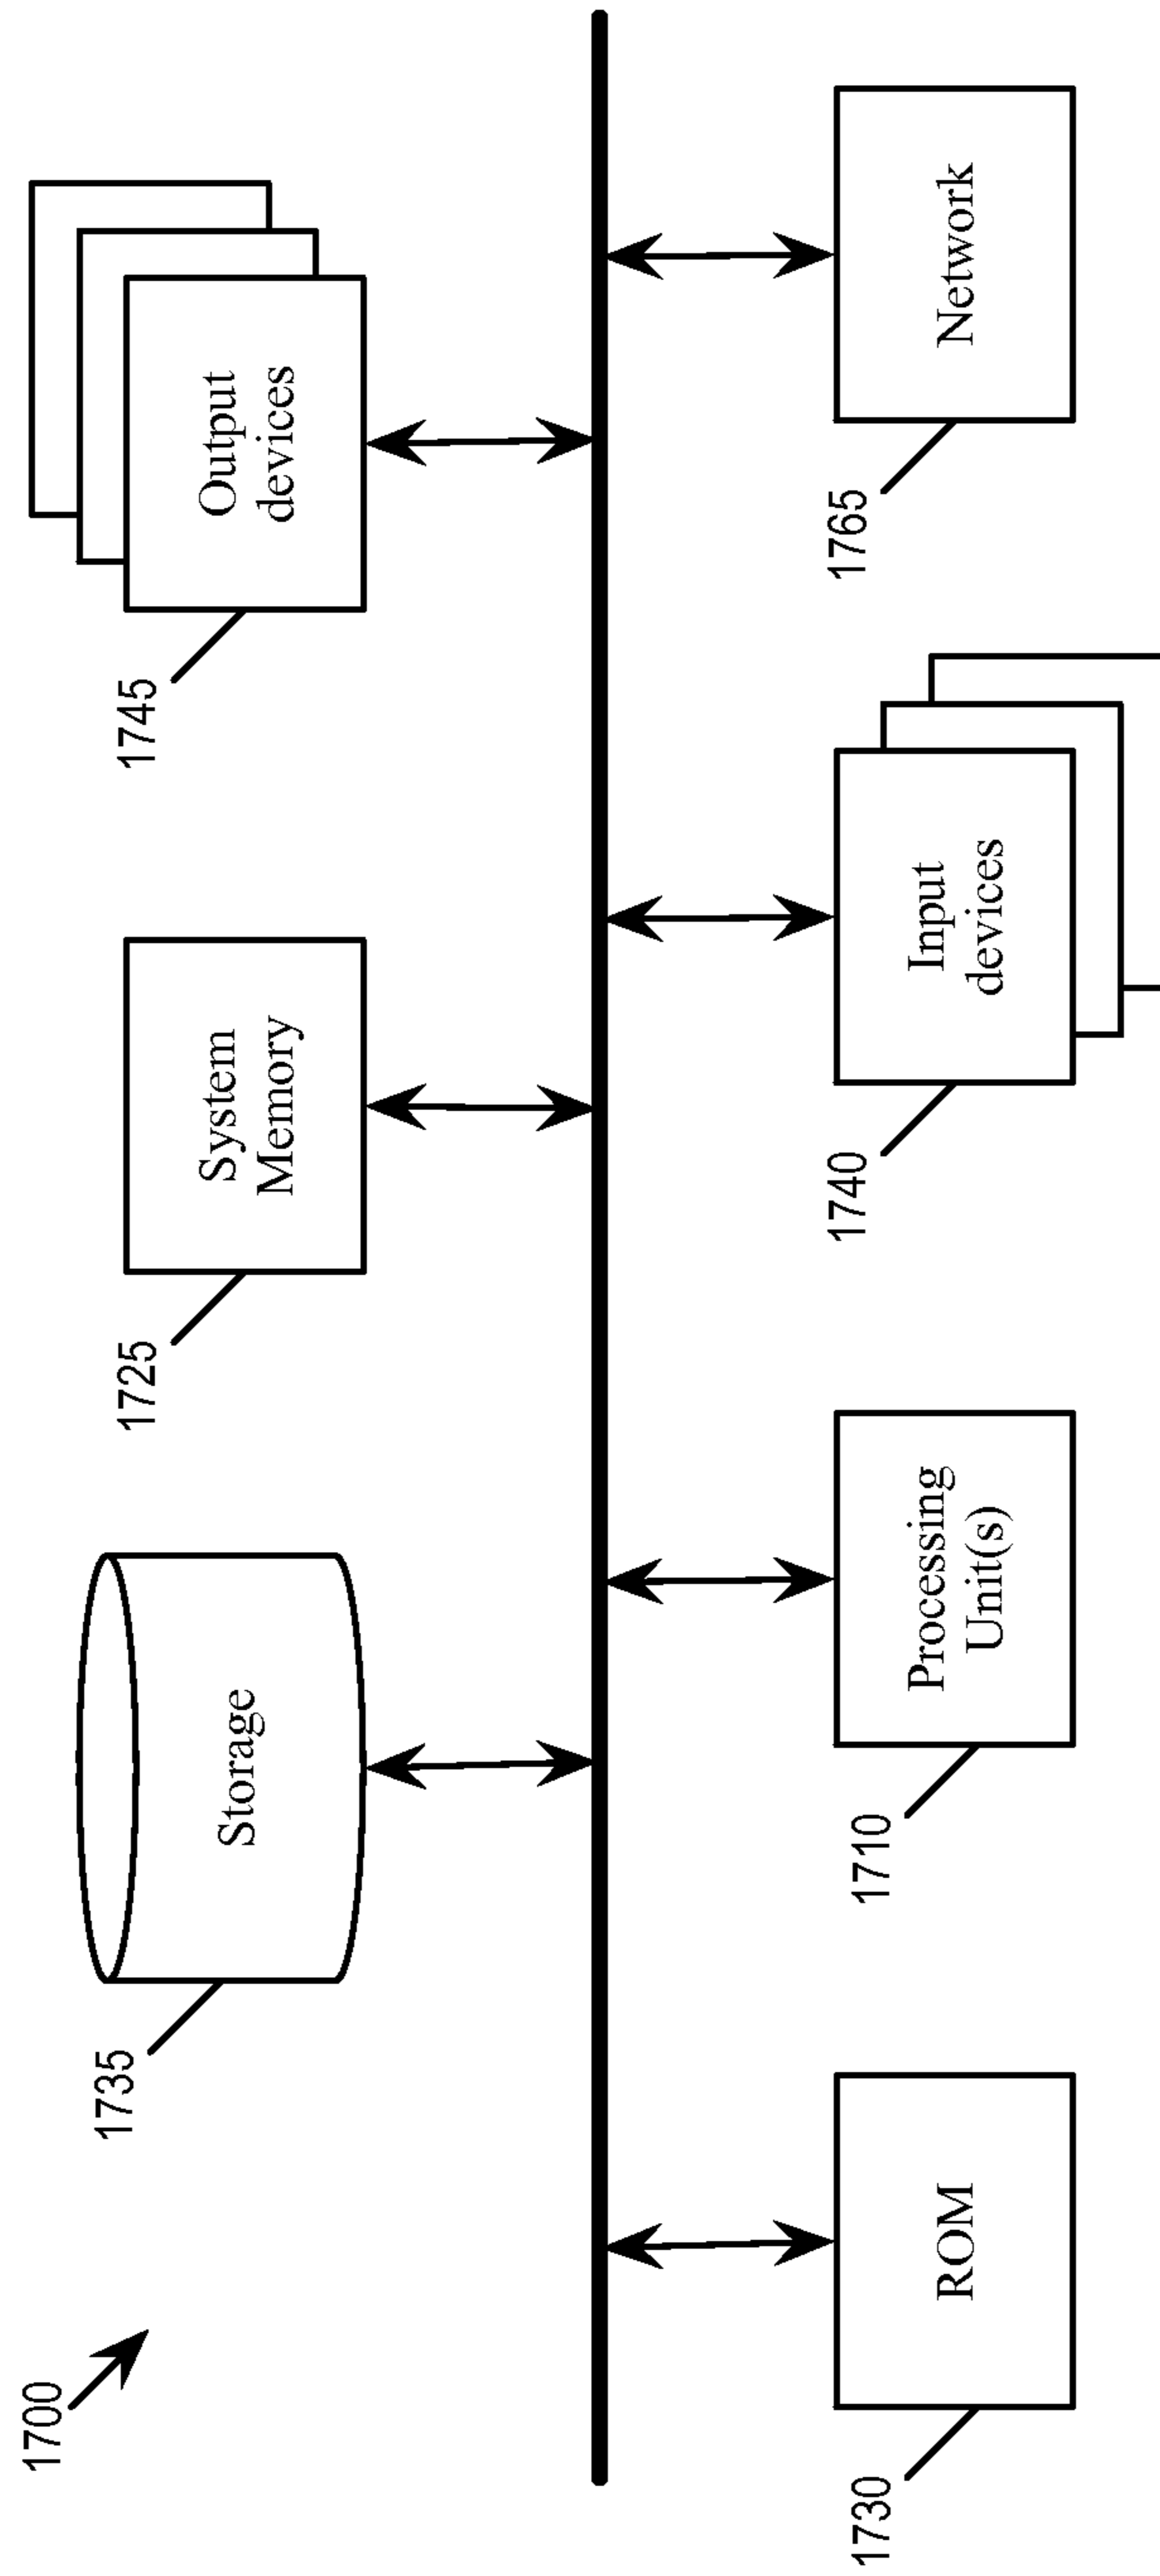 1700
1735
Storage
1725
System
Memory
1745
Output
devices
1730
ROM
1710
Processing
Unit(s)
1740
Input
devices
1765
Network